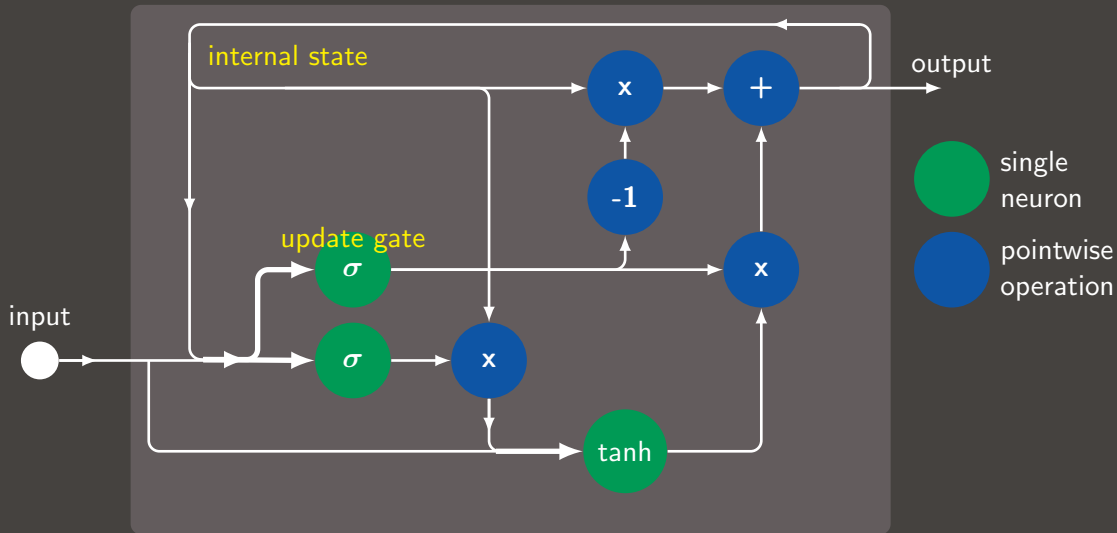 internal state
x
+
output
-1
single
neuron
update gate
σ
x
pointwise
operation
input
σ
x
tanh